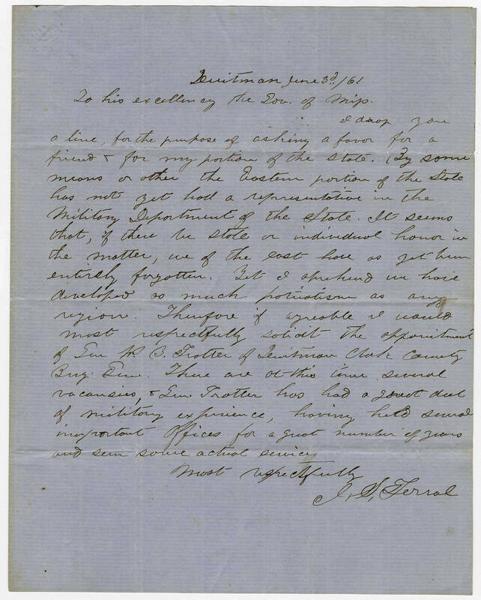 Quitman June 3d /61
To his excellency the Gov. of Miss.
I drop you
a line, for the purpose of asking a favor for a
friend & for my portion of the State. By some
means or other the Eastern portion of the State
has not yet had a representative in the
Military Department of the State. It seems
that, if there be state or individual honor in
the matter, we of the east have as yet been
entirely forgotten. Yet I aprehend we have
developed so much patriotism as any
region. Therefore if agreeable I would
most respectfully solicit the appointment
of Gen W. B. Trotter of Quitman Clark County
Brig. Gen. There are at this time several
vacansies, & Gen Trotter has had a great deal
of military experience, having held several
important offices for a great number of years
and seen some actual service
Most respectfully
J. S. Terral